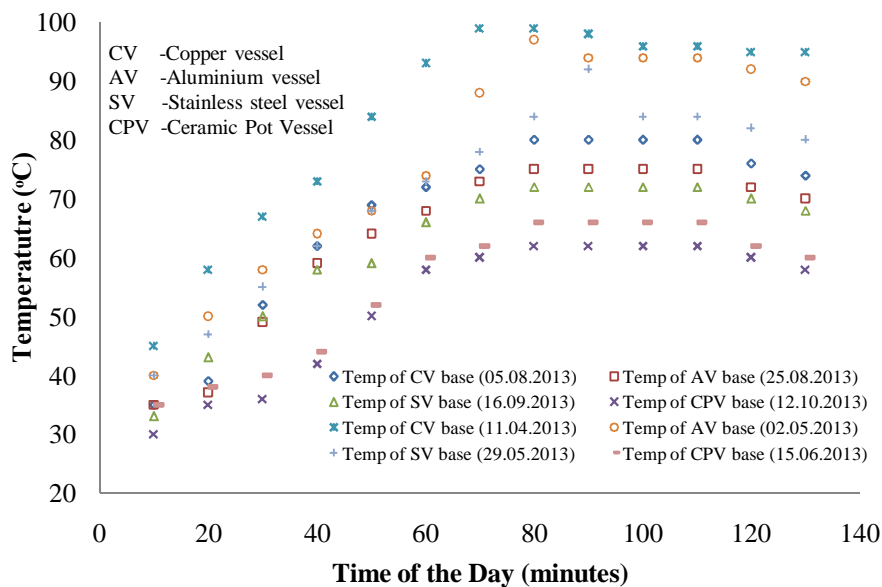 100
90
80
70
60
50
40
30
20
Temperatutre (ºC)
CV -Copper vessel
AV -Aluminium vessel
SV -Stainless steel vessel
CPV -Ceramic Pot Vessel
Temp of CV base (05.08.2013) Temp of AV base (25.08.2013)
Temp of SV base (16.09.2013) Temp of CPV base (12.10.2013)
Temp of CV base (11.04.2013) Temp of AV base (02.05.2013)
Temp of SV base (29.05.2013) Temp of CPV base (15.06.2013)
0 20 40 60 80 100 120 140
Time of the Day (minutes)